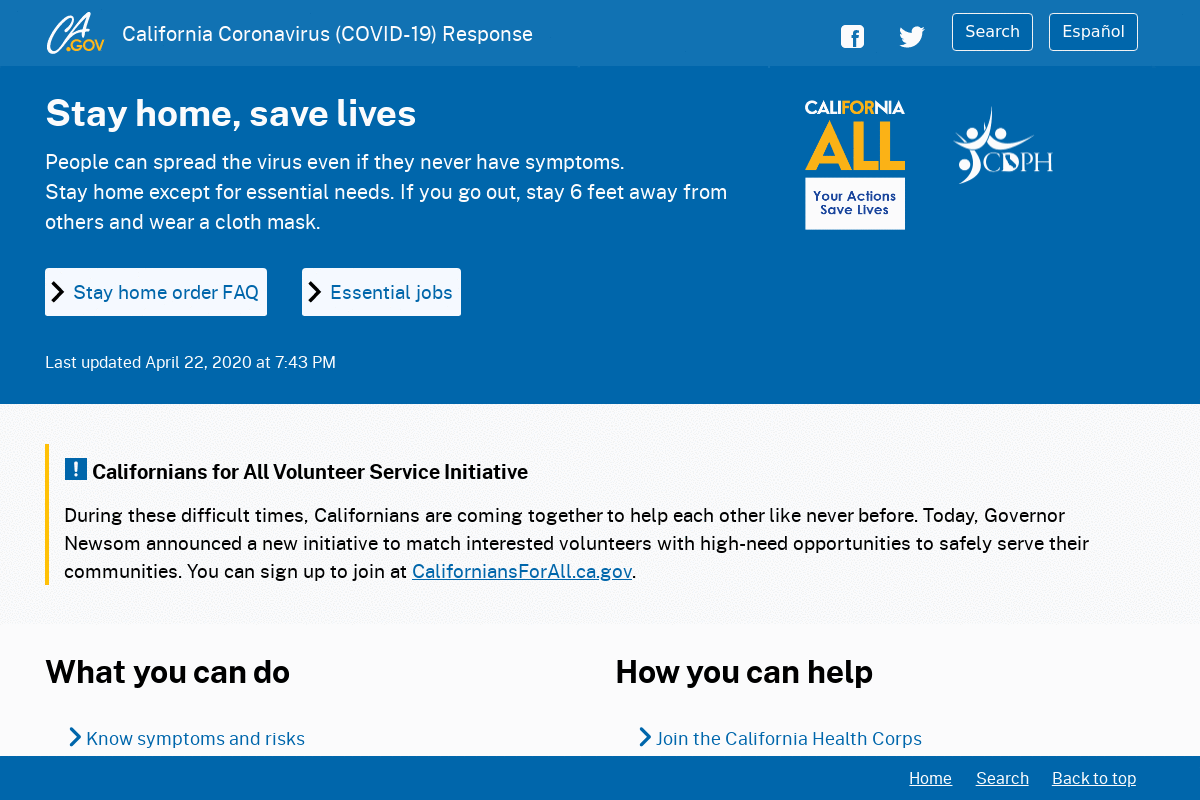 CA.GOV California Coronavirus (COVID-19) Response
Search
Español
Stay home, save lives
People can spread the virus even if they never have symptoms.
Stay home except for essential needs. If you go out, stay 6 feet away from
others and wear a cloth mask.
CALIFORNIA
ALL
Your Actions
Save Lives
CDPH
Stay home order FAQ
Essential jobs
Last updated April 22, 2020 at 7:43 PM
Californians for All Volunteer Service Initiative
During these difficult times, Californians are coming together to help each other like never before. Today, Governor
Newsom announced a new initiative to match interested volunteers with high-need opportunities to safely serve their
communities. You can sign up to join at CaliforniansForAll.ca.gov.
What you can do
Know symptoms and risks
How you can help
Join the California Health Corps
Home
Search
Back to top